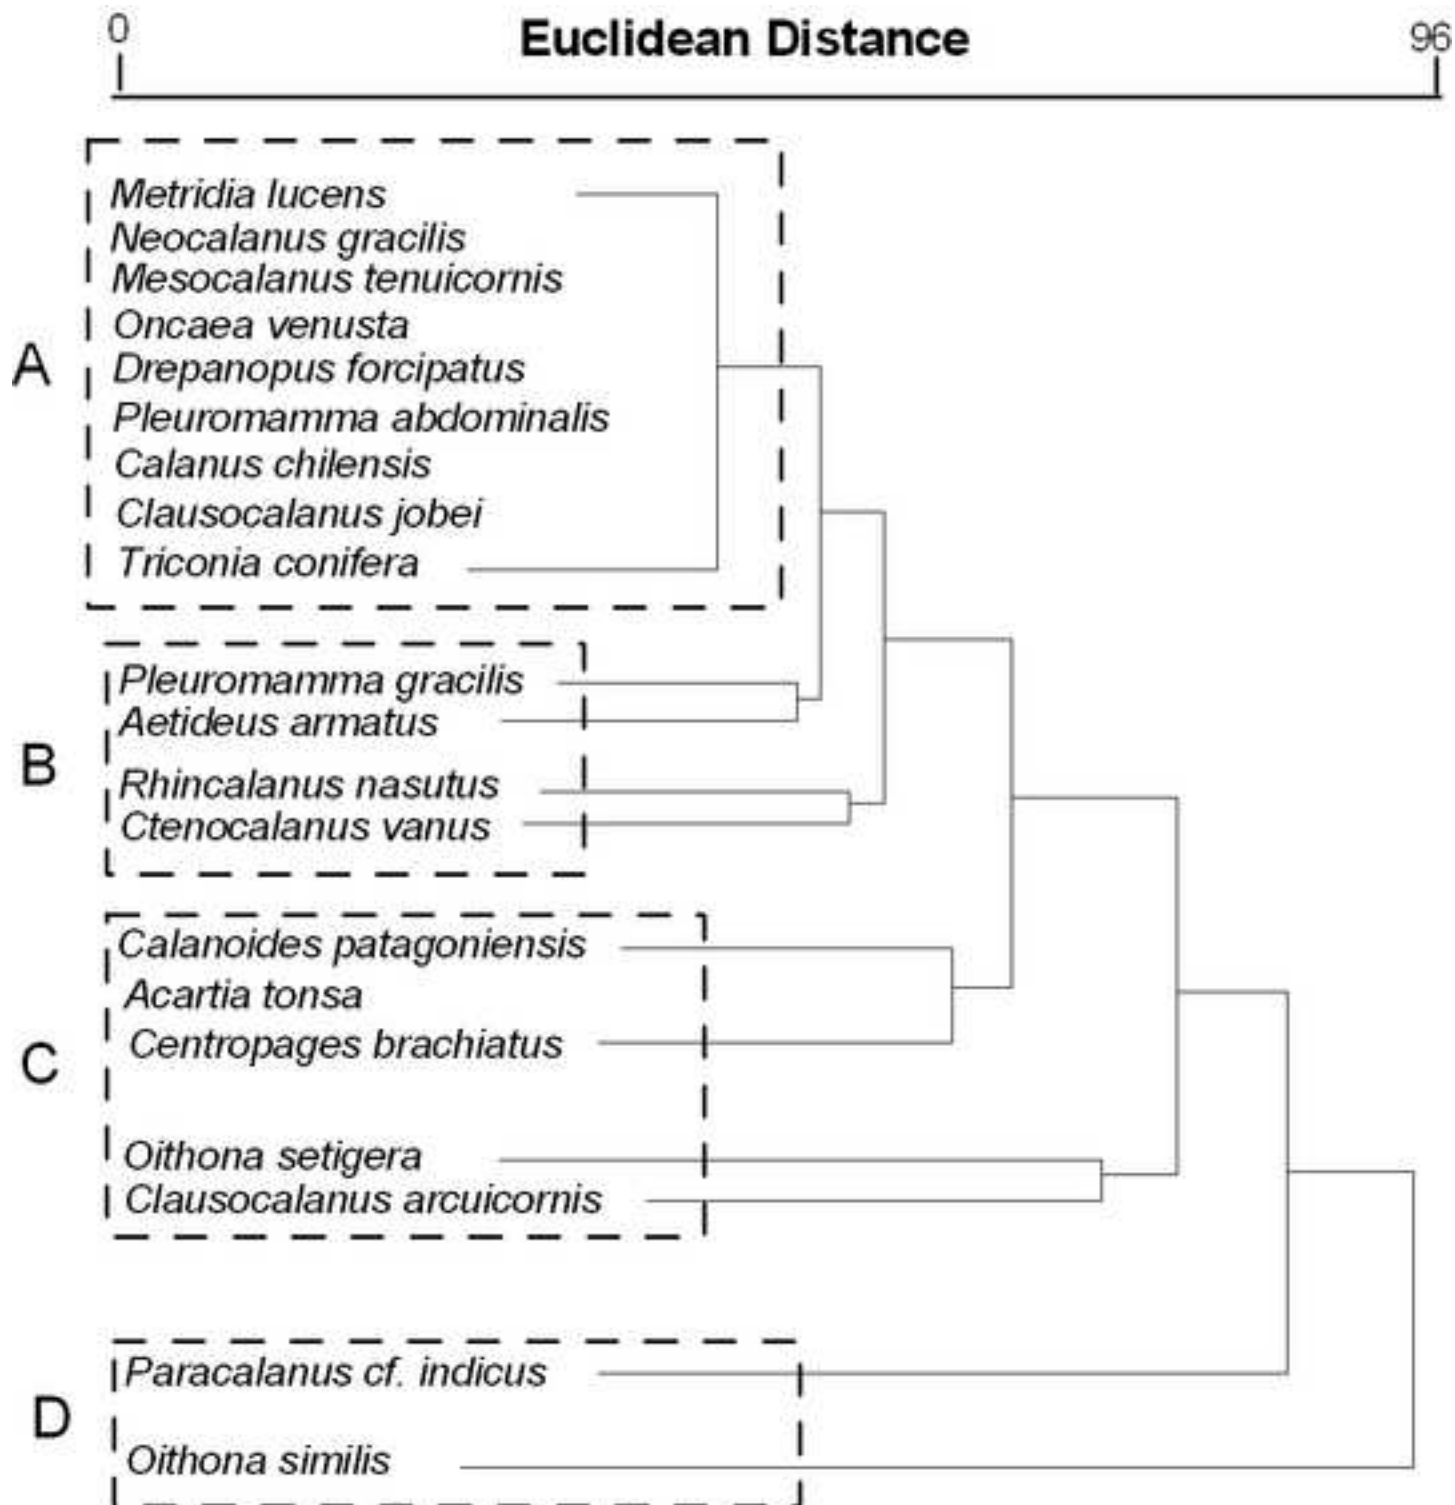 0 Euclidean Distance 96
Metridia lucens
Neocalanus gracilis
Mesocalanus tenuicornis
Oncaea venusta
A
Drepanopus forcipatus
Pleuromamma abdominalis
Calanus chilensis
Clausocalanus jobei
Triconia conifera
Pleuromamma gracilis
Aetideus armatus
B
Rhincalanus nasutus
Ctenocalanus vanus
Calanoides patagoniensis
Acartia tonsa
Centropages brachiatus
C
Oithona setigera
Clausocalanus arcuicornis
Paracalanus cf. indicus
D
Oithona similis